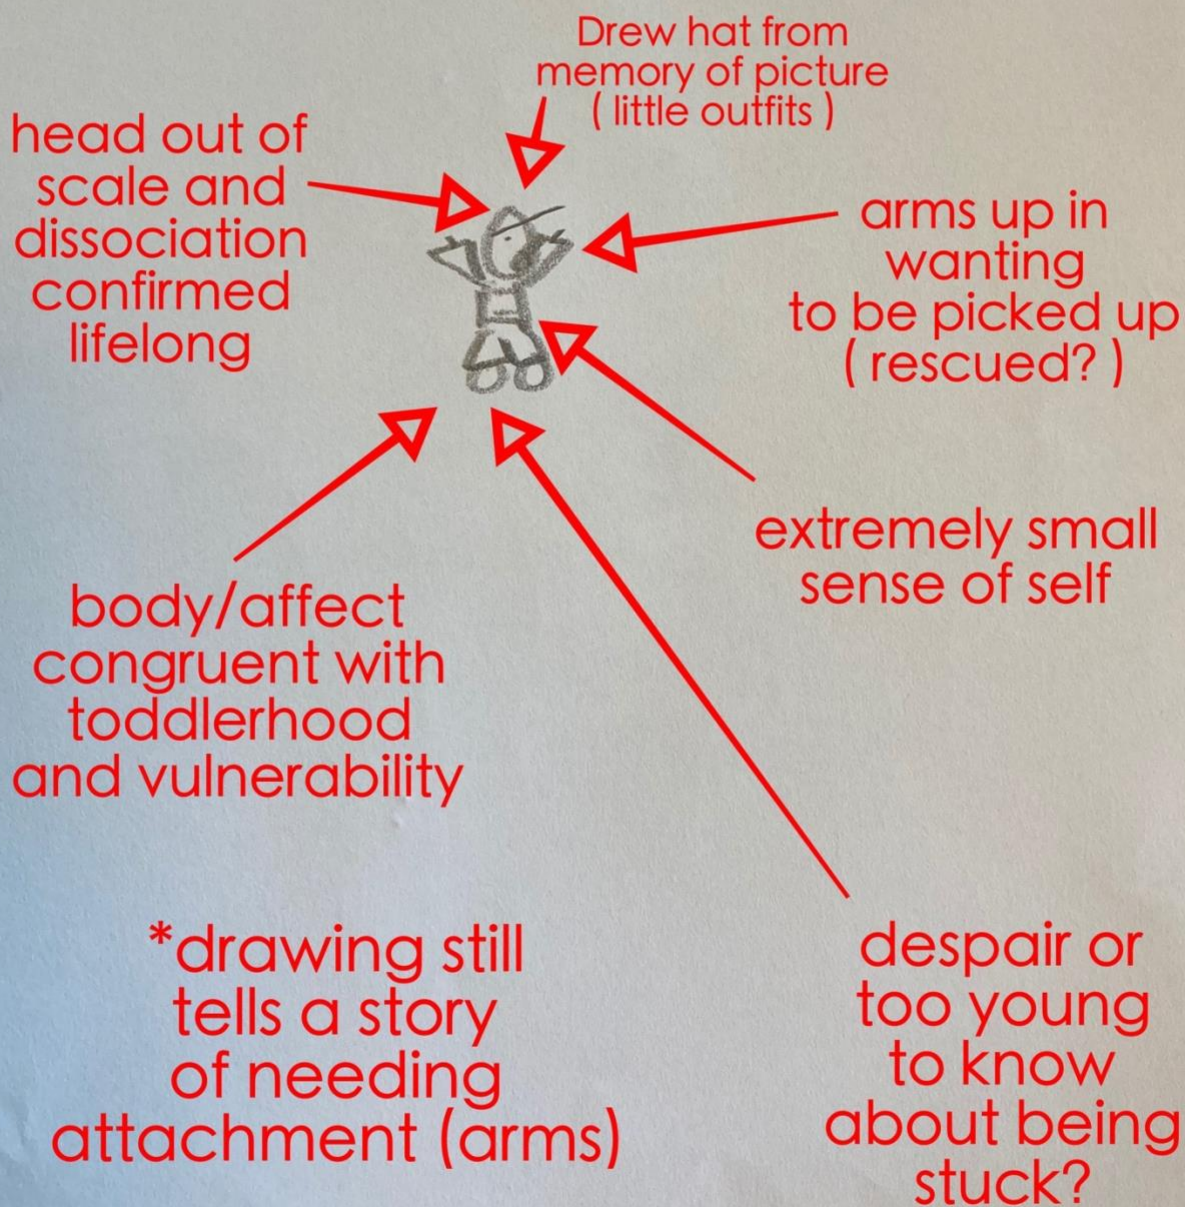 Drew hat from
memory of picture
( little outfits )
head out of
scale and
dissociation
confirmed
lifelong
arms up in
wanting
to be picked up
( rescued? )
extremely small
sense of self
body/affect
congruent with
toddlerhood
and vulnerability
*drawing still
tells a story
of needing
attachment (arms)
despair or
too young
to know
about being
stuck?